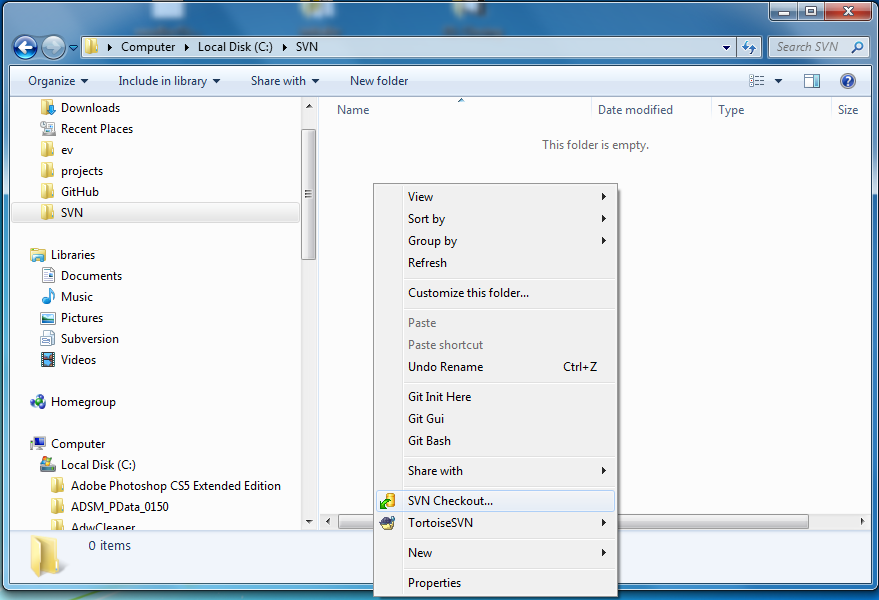 Computer Local Disk (C:) SVN Search SVN
Organize Include in library Share with New folder
Name Date modified Type Size
This folder is empty.
Downloads
Recent Places
ev
projects
GitHub
SVN
Libraries
Documents
Music
Pictures
Subversion
Videos
Homegroup
Computer
Local Disk (C:)
Adobe Photoshop CS5 Extended Edition
ADSM_PData_0150
AdwCleaner
View
Sort by
Group by
Refresh
Customize this folder...
Paste
Paste shortcut
Undo Rename Ctrl+Z
Git Init Here
Git Gui
Git Bash
Share with
SVN Checkout...
TortoiseSVN
New
Properties
0 items